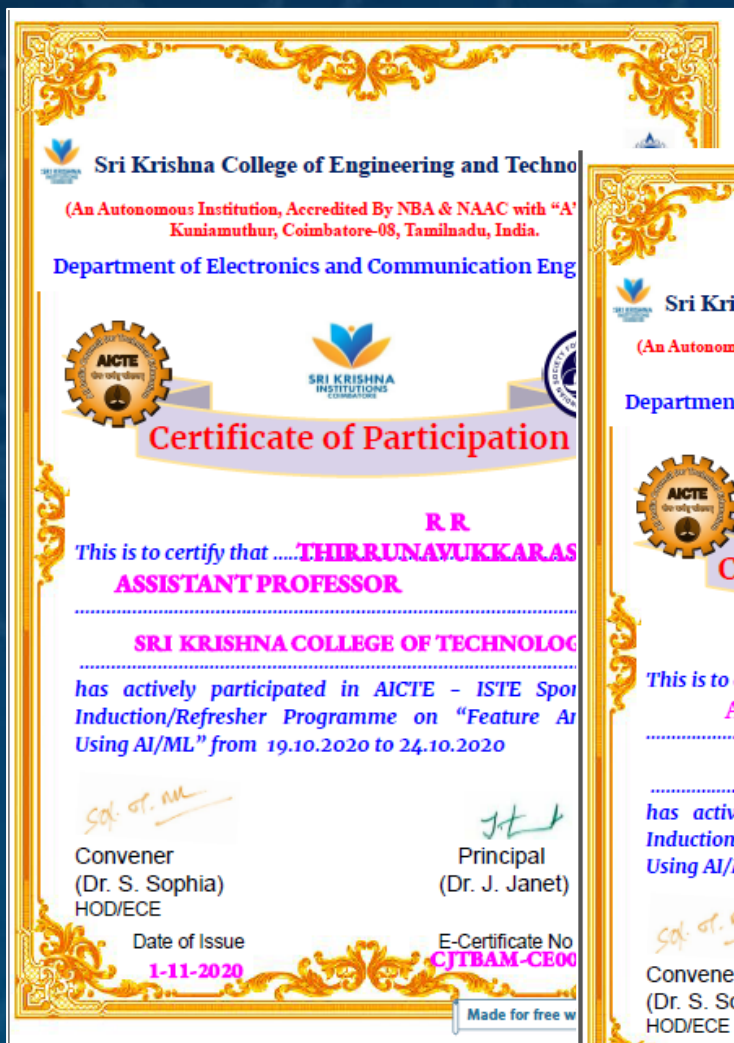 Sri Krishna College of Engineering and Techno
(An Autonomous Institution, Accredited By NBA & NAAC with "A"
Kuniamuthur, Coimbatore-08, Tamilnadu, India.
Department of Electronics and Communication Eng
AICTE
SRI KRISHNA
INSTITUTIONS
COIMBATORE
Certificate of Participation
R R
This is to certify that ......THIRRUNAVUKKARAS
ASSISTANT PROFESSOR
SRI KRISHNA COLLEGE OF TECHNOLOG
has actively participated in AICTE – ISTE Spor
Induction/Refresher Programme on “Feature An
Using AI/ML” from 19.10.2020 to 24.10.2020
Convener
(Dr. S. Sophia)
HOD/ECE
Principal
(Dr. J. Janet)
Date of Issue
1-11-2020
E-Certificate No
CJTBAM-CE00
Made for free w
Sri Kri
(An Autonom
Departmen
AICTE
C
This is to
A
has activ
Induction
Using AI/
Convene
(Dr. S. So
HOD/ECE